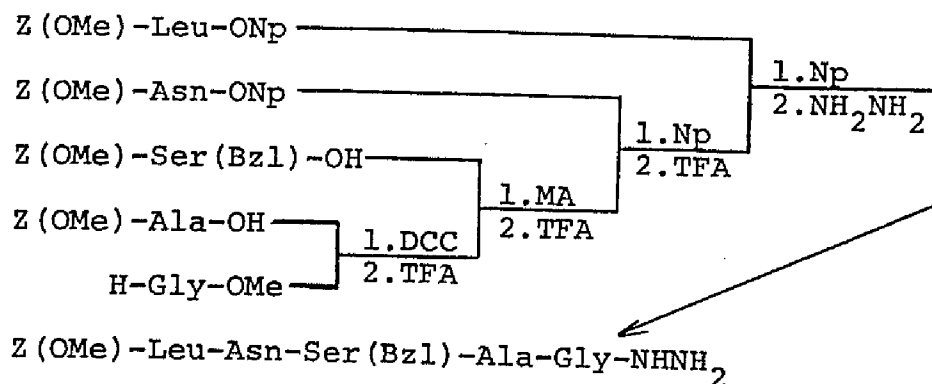 Z(OMe)-Leu-ONp
Z(OMe)-Asn-ONp
Z(OMe)-Ser(Bzl)-OH
Z(OMe)-Ala-OH
H-Gly-OMe
1.DCC
2.TFA
1.MA
2.TFA
1.Np
2.TFA
1.Np
2.NH2NH2
Z(OMe)-Leu-Asn-Ser(Bzl)-Ala-Gly-NHNH2